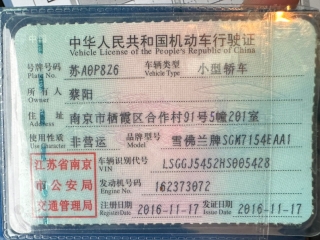 中华人民共和国机动车行驶证
Vehicle License of the People's Republic of China
号牌号码 苏A0P8Z6 车辆类型 小型轿车
Plate No. Vehicle Type
所有人 蔡阳
Owner
住址 南京市栖霞区合作村91号5幢201室
Address
使用性质 非营运 品牌型号 雪佛兰牌SGM7154EAA1
Use Character Model
江苏省南京
市公安局
交通管理局
车辆识别代号 LSGGJ5452HS005428
VIN
发动机号码 162373072
Engine No.
注册日期 2016-11-17 发证日期 2016-11-17
Register Date Issue Date